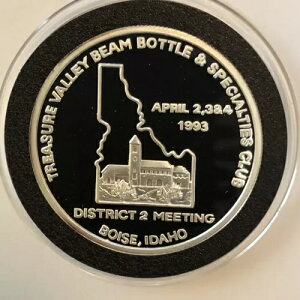 TREASURE VALLEY BEAM BOTTLE & SPECIALTIES CLUB
APRIL 2,3&4
1993
DISTRICT 2 MEETING
BOISE, IDAHO